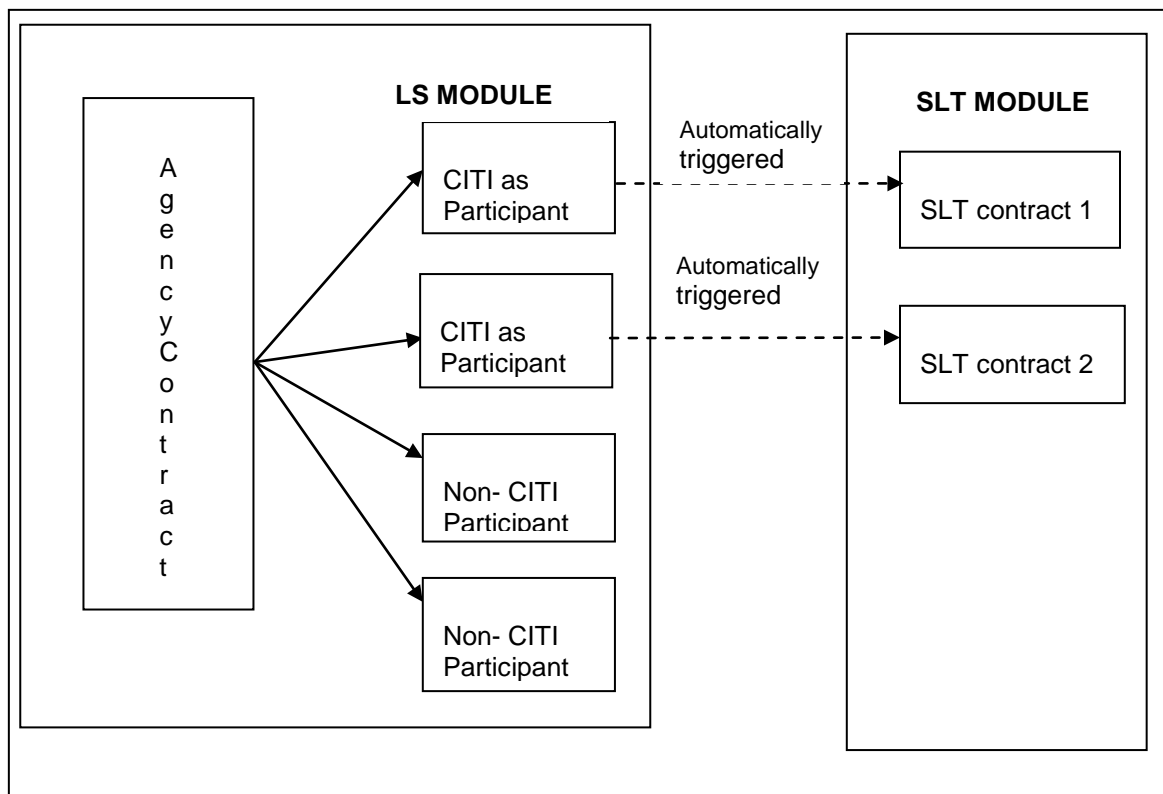 LS MODULE
SLT MODULE
A
g
e
n
c
y
C
o
n
t
r
a
c
t
CITI as
Participant
Automatically
triggered
SLT contract 1
CITI as
Participant
Automatically
triggered
SLT contract 2
Non- CITI
Participant
Non- CITI
Participant